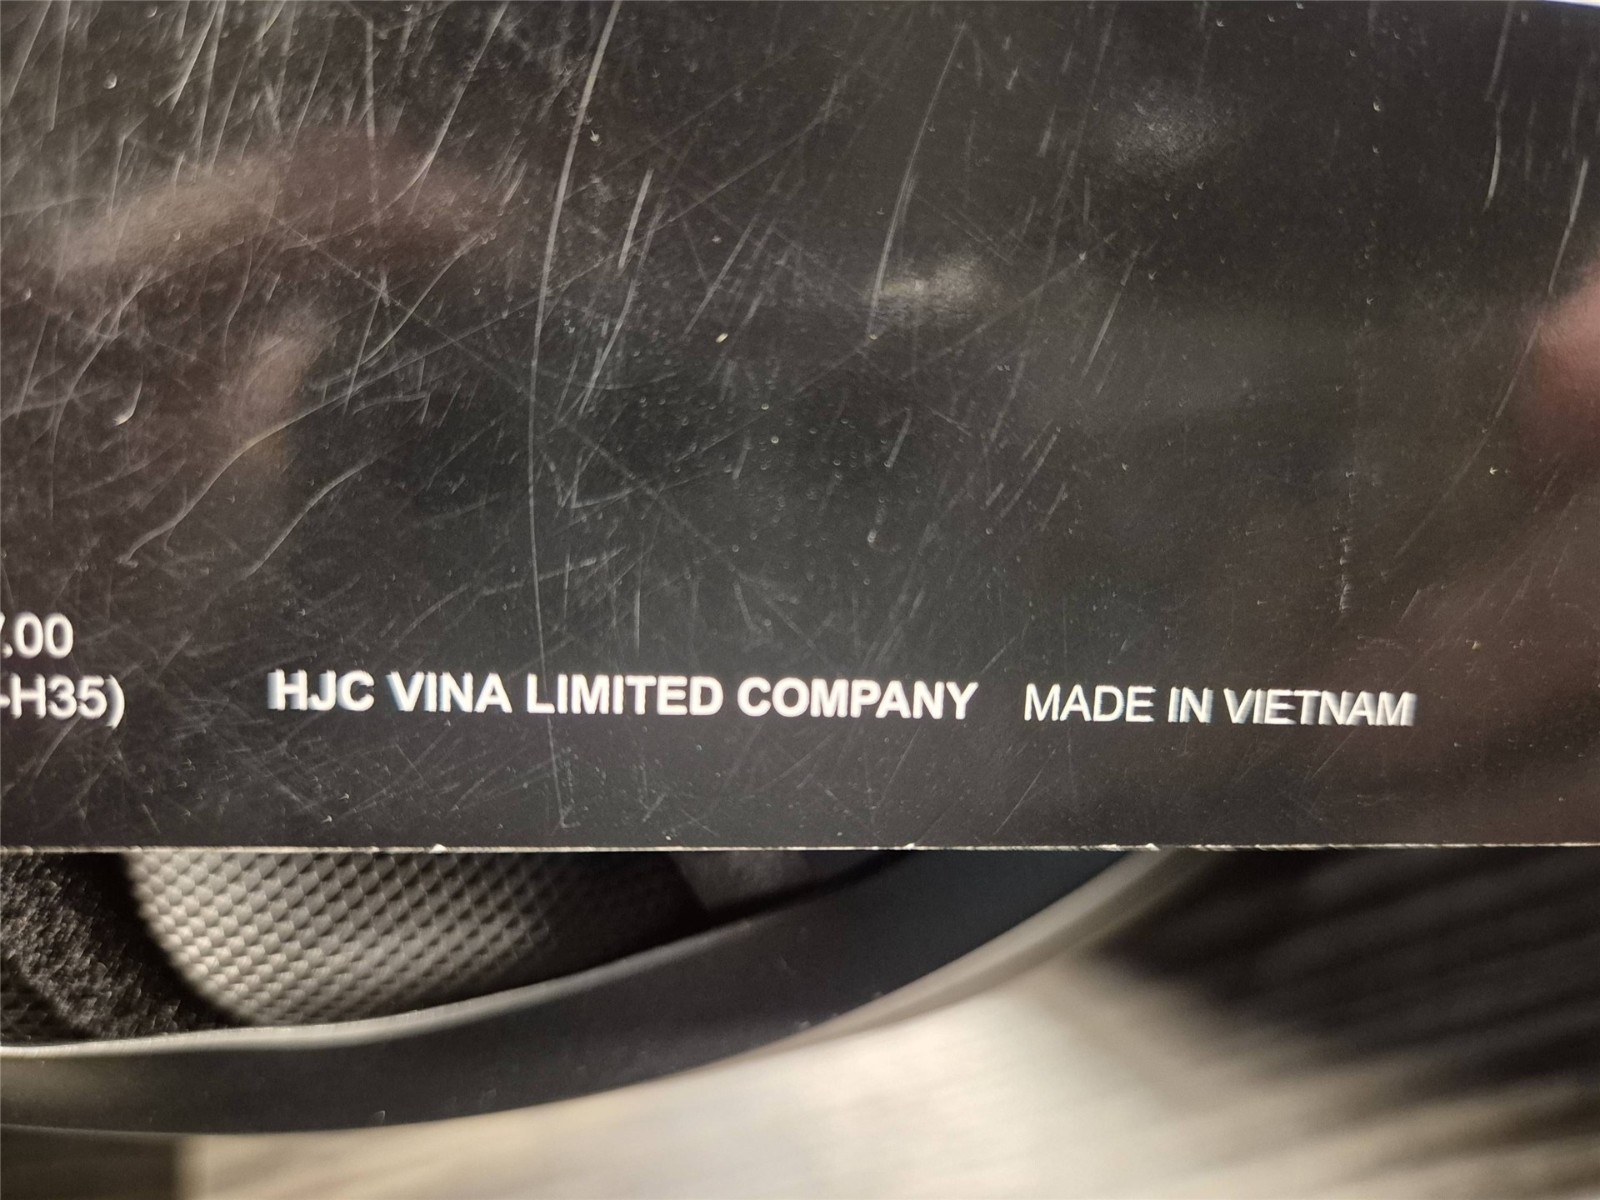 .00
-H35)
HJC VINA LIMITED COMPANY MADE IN VIETNAM